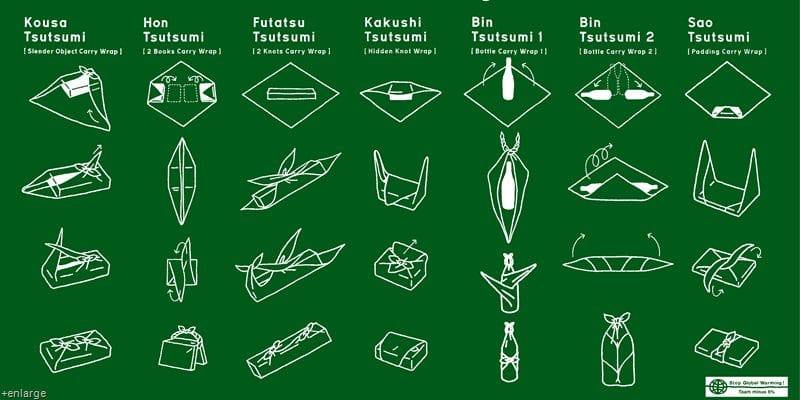 Kousa
Tsutsumi
[ Slender Object Carry Wrap ]
Hon
Tsutsumi
[ 2 Books Carry Wrap ]
Futatsu
Tsutsumi
[ 2 Knots Carry Wrap ]
Kakushi
Tsutsumi
[ Hidden Knot Wrap ]
Bin
Tsutsumi 1
[ Bottle Carry Wrap 1 ]
Bin
Tsutsumi 2
[ Bottle Carry Wrap 2 ]
Sao
Tsutsumi
[ Padding Carry Wrap ]
+enlarge
Stop Global Warming!
Team minus 6%